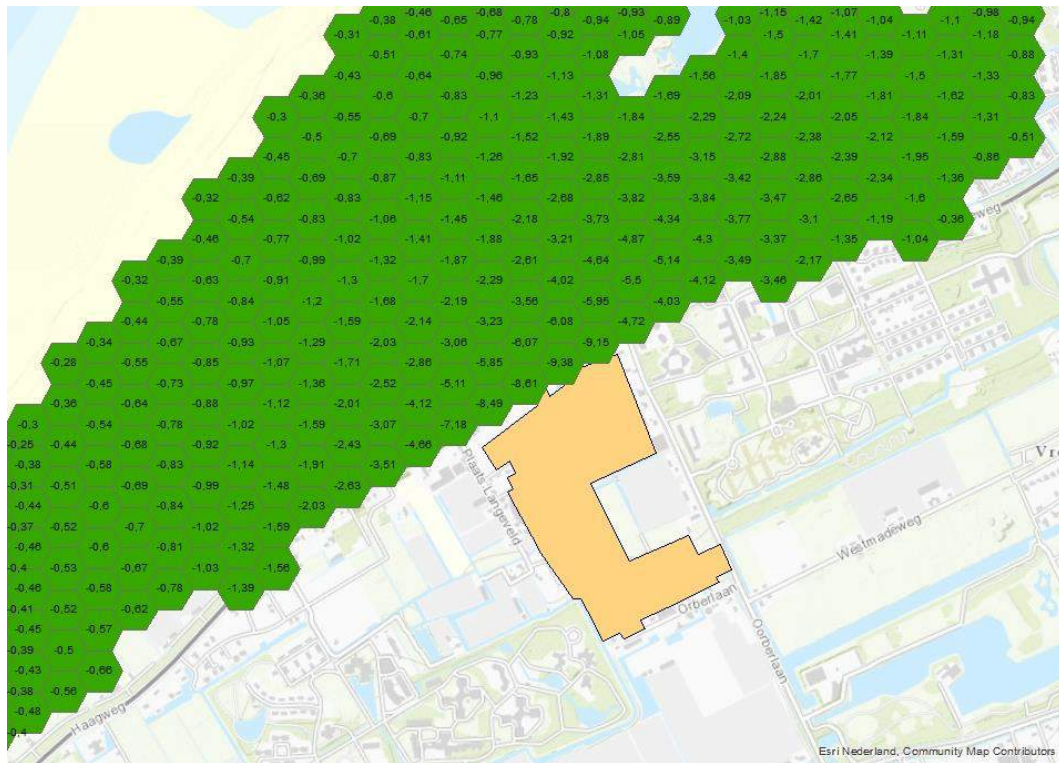 -0,46 -0,68 -0,8 -0,93 -1,15 -1,07 -0,98
-0,38 -0,65 -0,78 -0,94 -0,89 -1,03 -1,42 -1,04 -1,1 -0,94
-0,31 -0,61 -0,77 -0,92 -1,05 -1,5 -1,41 -1,11 -1,18
-0,51 -0,74 -0,93 -1,08 -1,4 -1,7 -1,39 -1,31 -0,88
-0,43 -0,64 -0,96 -1,13 -1,56 -1,85 -1,77 -1,5 -1,33
-0,36 -0,6 -0,83 -1,23 -1,31 -1,69 -2,09 -2,01 -1,81 -1,62 -0,83
-0,3 -0,55 -0,7 -1,1 -1,43 -1,84 -2,29 -2,24 -2,05 -1,84 -1,31
-0,5 -0,69 -0,92 -1,52 -1,89 -2,55 -2,72 -2,38 -2,12 -1,59 -0,51
-0,45 -0,7 -0,83 -1,26 -1,92 -2,81 -3,15 -2,88 -2,39 -1,95 -0,86
-0,39 -0,69 -0,87 -1,11 -1,65 -2,85 -3,59 -3,42 -2,86 -2,34 -1,36
-0,32 -0,62 -0,83 -1,15 -1,46 -2,68 -3,82 -3,84 -3,47 -2,65 -1,6
-0,54 -0,83 -1,06 -1,45 -2,18 -3,73 -4,34 -3,77 -3,1 -1,19 -0,36 weg
-0,46 -0,77 -1,02 -1,41 -1,88 -3,21 -4,87 -4,3 -3,37 -1,35 -1,04
-0,39 -0,7 -0,99 -1,32 -1,87 -2,61 -4,64 -5,14 -3,49 -2,17
-0,32 -0,63 -0,91 -1,3 -1,7 -2,29 -4,02 -5,5 -4,12 -3,46
-0,55 -0,84 -1,2 -1,68 -2,19 -3,56 -5,95 -4,03
-0,44 -0,78 -1,05 -1,59 -2,14 -3,23 -6,08 -4,72
-0,34 -0,67 -0,93 -1,29 -2,03 -3,06 -6,07 -9,15
-0,28 -0,55 -0,85 -1,07 -1,71 -2,86 -5,85 -9,38
-0,45 -0,73 -0,97 -1,36 -2,52 -5,11 -8,61
-0,36 -0,64 -0,88 -1,12 -2,01 -4,12 -8,49
-0,3 -0,54 -0,78 -1,02 -1,59 -3,07 -7,18
-0,25 -0,44 -0,68 -0,92 -1,3 -2,43 -4,66
-0,38 -0,58 -0,83 -1,14 -1,91 -3,51
-0,31 -0,51 -0,69 -0,99 -1,48 -2,63
-0,44 -0,6 -0,84 -1,25 -2,03
-0,37 -0,52 -0,7 -1,02 -1,59
-0,46 -0,6 -0,81 -1,32
-0,4 -0,53 -0,67 -1,03 -1,56
-0,46 -0,58 -0,78 -1,39
-0,41 -0,52 -0,62
-0,45 -0,57
-0,39 -0,5
-0,43 -0,66
-0,38 -0,56
-0,48
-0,4
Plaats Langeveld
Westmadeweg
Orberlaan
Oorberlaan
Haagweg
Esri Nederland, Community Map Contributors